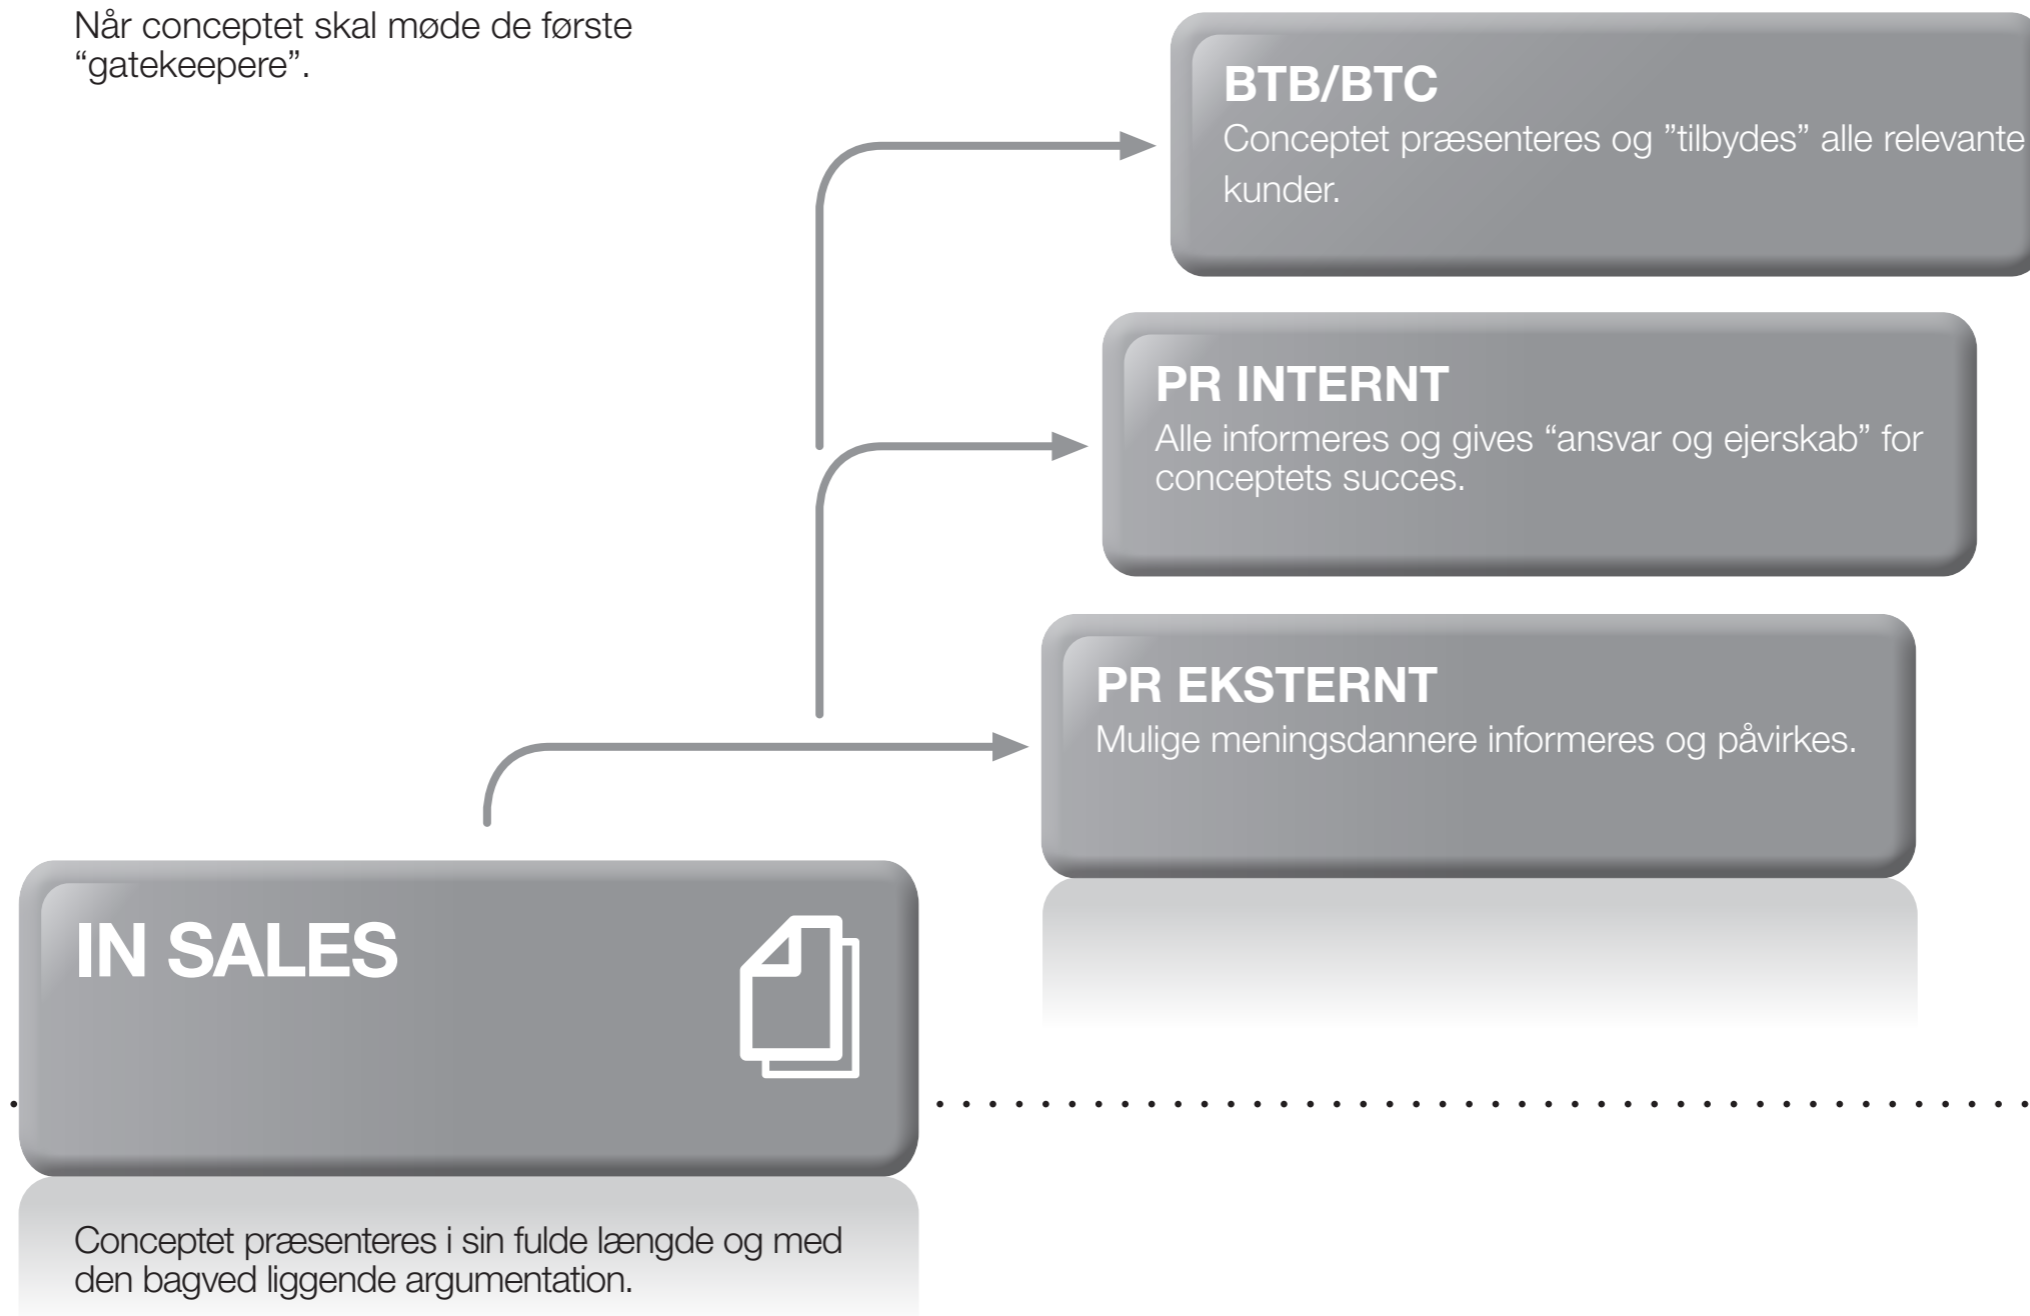 Når conceptet skal møde de første
“gatekeepere”.
BTB/BTC
Conceptet præsenteres og ”tilbydes” alle relevante
kunder.
PR INTERNT
Alle informeres og gives “ansvar og ejerskab” for
conceptets succes.
PR EKSTERNT
Mulige meningsdannere informeres og påvirkes.
IN SALES
Conceptet præsenteres i sin fulde længde og med
den bagved liggende argumentation.